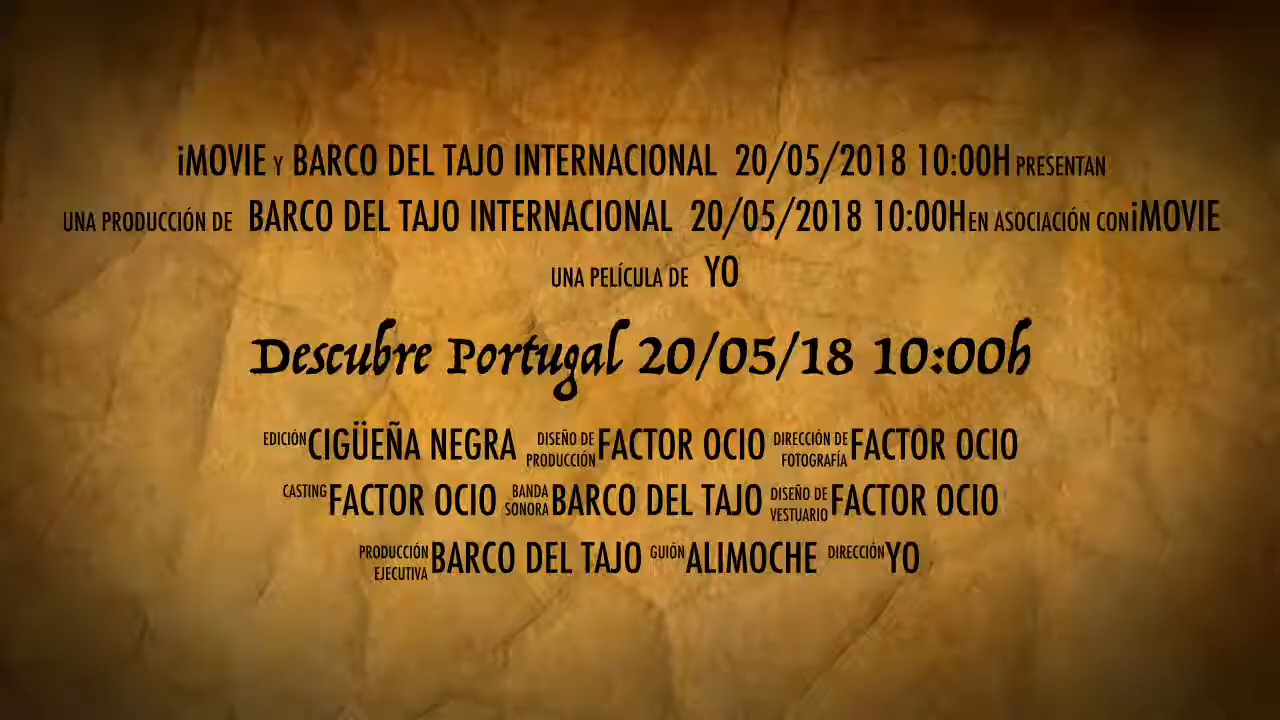 iMOVIE Y BARCO DEL TAJO INTERNACIONAL 20/05/2018 10:00H PRESENTAN
UNA PRODUCCIÓN DE BARCO DEL TAJO INTERNACIONAL 20/05/2018 10:00H EN ASOCIACIÓN CON iMOVIE
UNA PELÍCULA DE YO
Descubre Portugal 20/05/18 10:00h
EDICIÓN CIGÜEÑA NEGRA DISEÑO DE PRODUCCIÓN FACTOR OCIO DIRECCIÓN DE FOTOGRAFÍA FACTOR OCIO
CASTING FACTOR OCIO BANDA SONORA BARCO DEL TAJO DISEÑO DE VESTUARIO FACTOR OCIO
PRODUCCIÓN EJECUTIVA BARCO DEL TAJO GUIÓN ALIMOCHE DIRECCIÓN YO